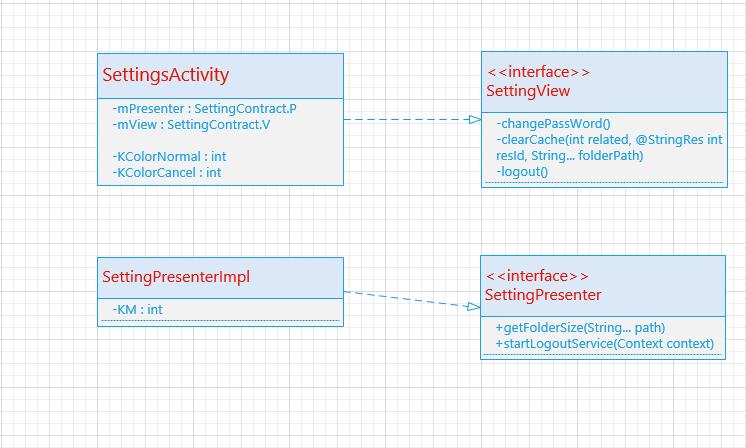 SettingsActivity
-mPresenter : SettingContract.P
-mView : SettingContract.V
-KColorNormal : int
-KColorCancel : int
<<interface>>
SettingView
-changePassWord()
-clearCache(int related, @StringRes int
resId, String... folderPath)
-logout()
SettingPresenterImpl
-KM : int
<<interface>>
SettingPresenter
+getFolderSize(String... path)
+startLogoutService(Context context)